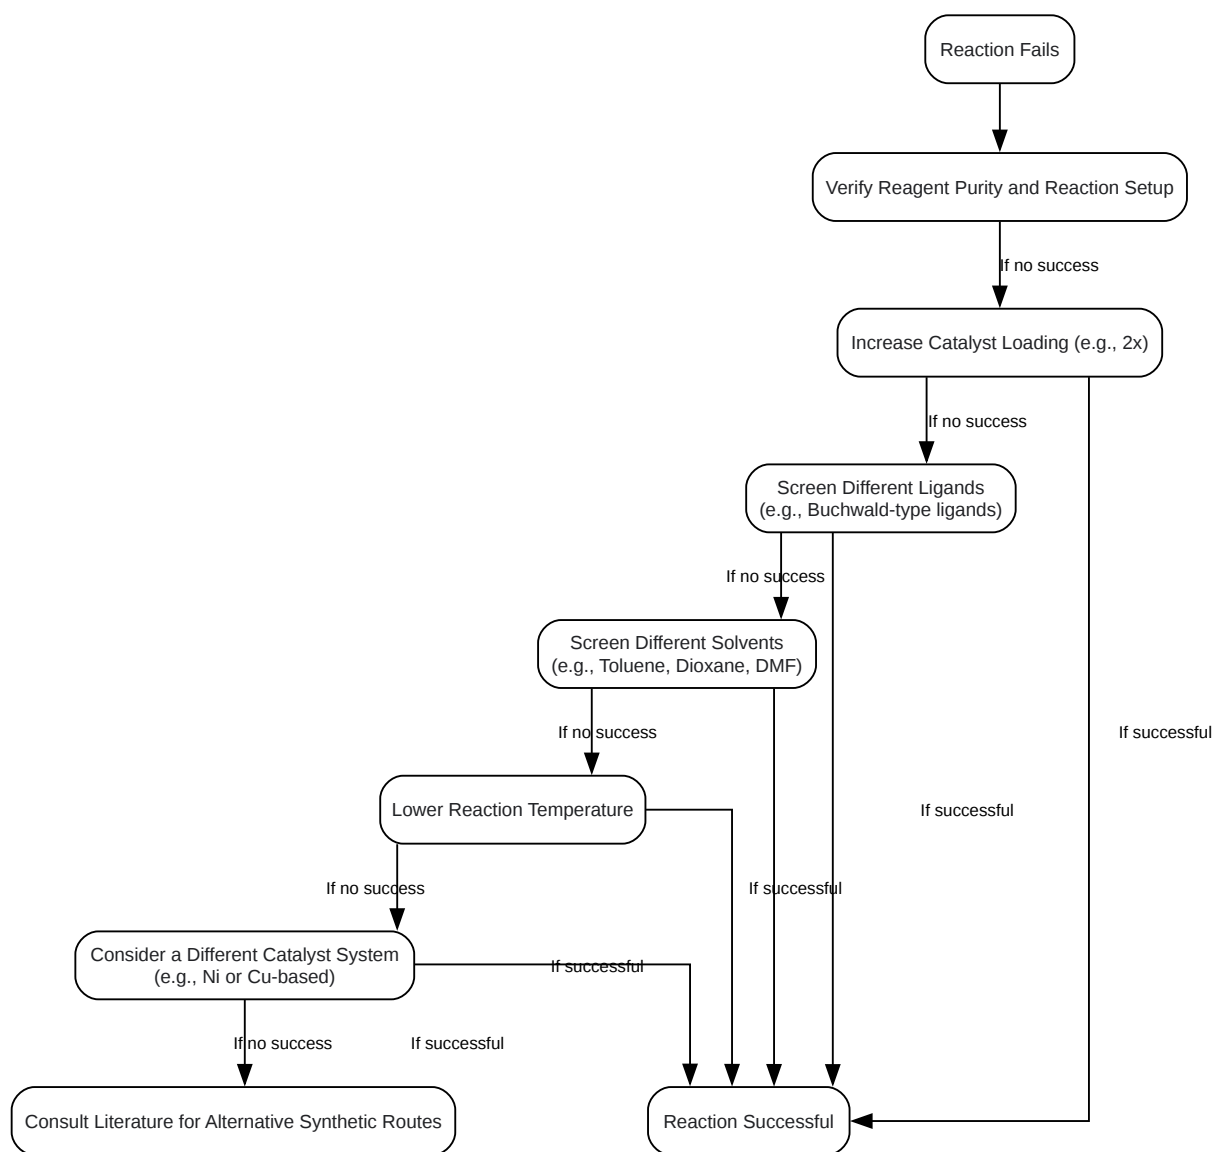 Reaction Fails
Verify Reagent Purity and Reaction Setup
If no success
Increase Catalyst Loading (e.g., 2x)
If no success
Screen Different Ligands
(e.g., Buchwald-type ligands)
If no success
Screen Different Solvents
(e.g., Toluene, Dioxane, DMF)
If no success
If successful
Lower Reaction Temperature
If successful
If no success
If successful
Consider a Different Catalyst System
(e.g., Ni or Cu-based)
If successful
If no success
If successful
Consult Literature for Alternative Synthetic Routes
Reaction Successful